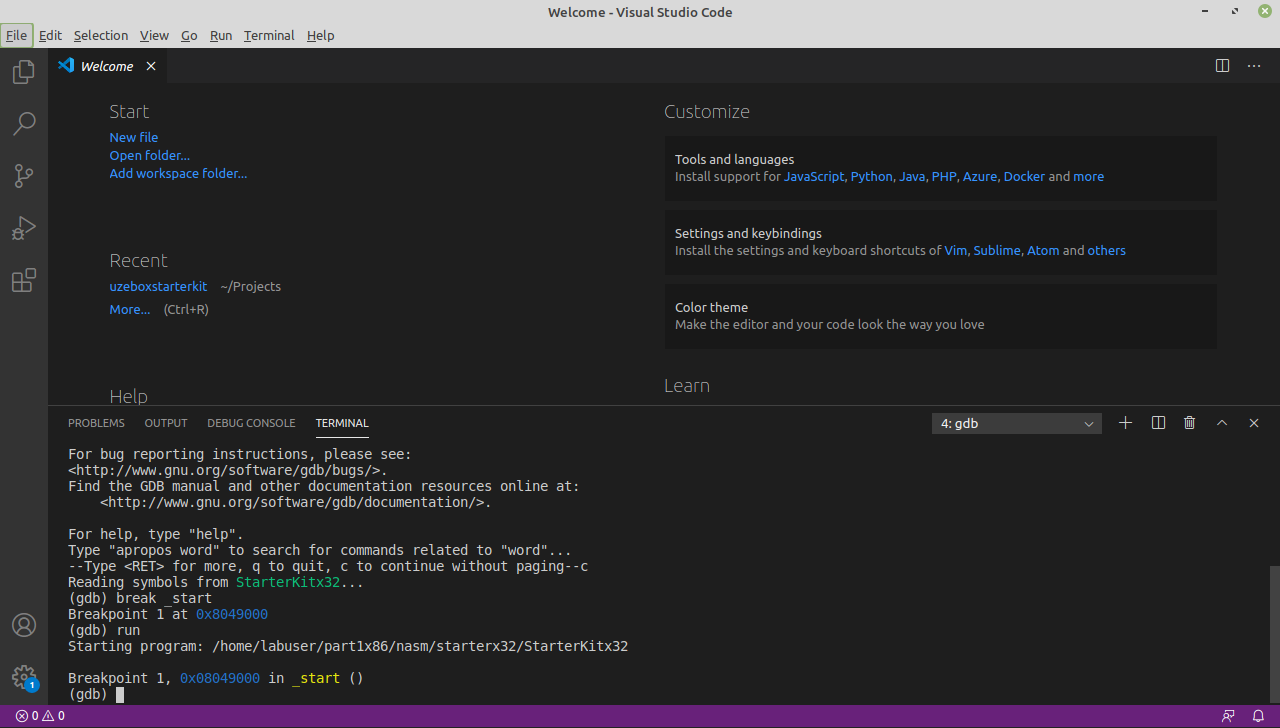 Welcome - Visual Studio Code
File Edit Selection View Go Run Terminal Help
Welcome
Start
New file
Open folder...
Add workspace folder...
Recent
uzeboxstarterkit ~/Projects
More... (Ctrl+R)
Help
Customize
Tools and languages
Install support for JavaScript, Python, Java, PHP, Azure, Docker and more
Settings and keybindings
Install the settings and keyboard shortcuts of Vim, Sublime, Atom and others
Color theme
Make the editor and your code look the way you love
Learn
PROBLEMS OUTPUT DEBUG CONSOLE TERMINAL 4: gdb
For bug reporting instructions, please see:
<http://www.gnu.org/software/gdb/bugs/>.
Find the GDB manual and other documentation resources online at:
    <http://www.gnu.org/software/gdb/documentation/>.
For help, type "help".
Type "apropos word" to search for commands related to "word"...
--Type <RET> for more, q to quit, c to continue without paging--c
Reading symbols from StarterKitx32...
(gdb) break _start
Breakpoint 1 at 0x8049000
(gdb) run
Starting program: /home/labuser/part1x86/nasm/starterx32/StarterKitx32
Breakpoint 1, 0x08049000 in _start ()
(gdb)
1
0 0